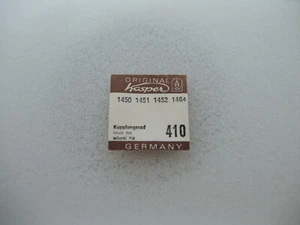 ORIGINAL
Kasper
1450 1451 1452 1464
Kupplungsrad
410
GERMANY